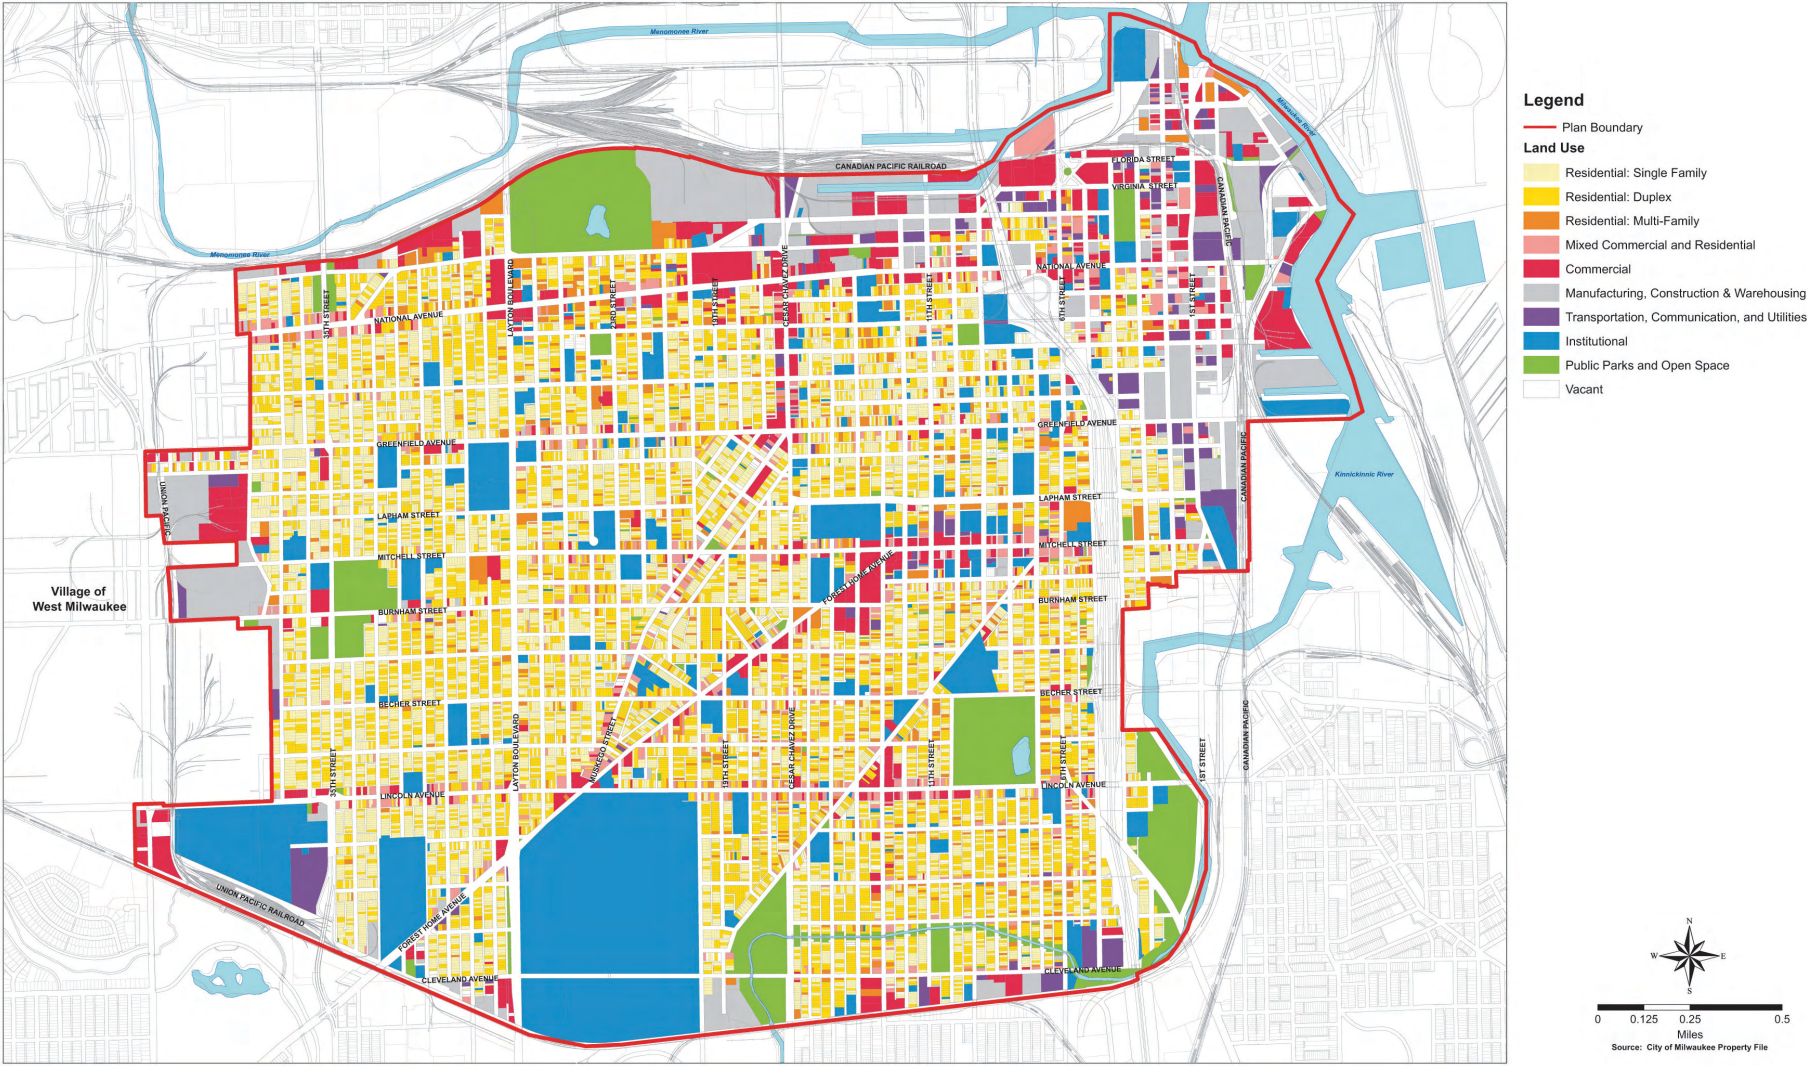 Menomonee River
Milwaukee River
CANADIAN PACIFIC RAILROAD
FLORIDA STREET
VIRGINIA STREET
CANADIAN PACIFIC
Menomonee River
NATIONAL AVENUE
35TH STREET
NATIONAL AVENUE
LAYTON BOULEVARD
23RD STREET
19TH STREET
CESAR CHAVEZ DRIVE
11TH STREET
6TH STREET
1ST STREET
GREENFIELD AVENUE
GREENFIELD AVENUE
UNION PACIFIC
CANADIAN PACIFIC
Kinnickinnic River
LAPHAM STREET
LAPHAM STREET
MITCHELL STREET
MITCHELL STREET
FOREST HOME AVENUE
Village of
West Milwaukee
BURNHAM STREET
BURNHAM STREET
BECHER STREET
BECHER STREET
35TH STREET
LAYTON BOULEVARD
MUSKEGO STREET
19TH STREET
CESAR CHAVEZ DRIVE
11TH STREET
6TH STREET
1ST STREET
CANADIAN PACIFIC
LINCOLN AVENUE
LINCOLN AVENUE
UNION PACIFIC RAILROAD
FOREST HOME AVENUE
CLEVELAND AVENUE
CLEVELAND AVENUE
Legend
Plan Boundary
Land Use
Residential: Single Family
Residential: Duplex
Residential: Multi-Family
Mixed Commercial and Residential
Commercial
Manufacturing, Construction & Warehousing
Transportation, Communication, and Utilities
Institutional
Public Parks and Open Space
Vacant
N
W E
S
0 0.125 0.25 0.5
Miles
Source: City of Milwaukee Property File